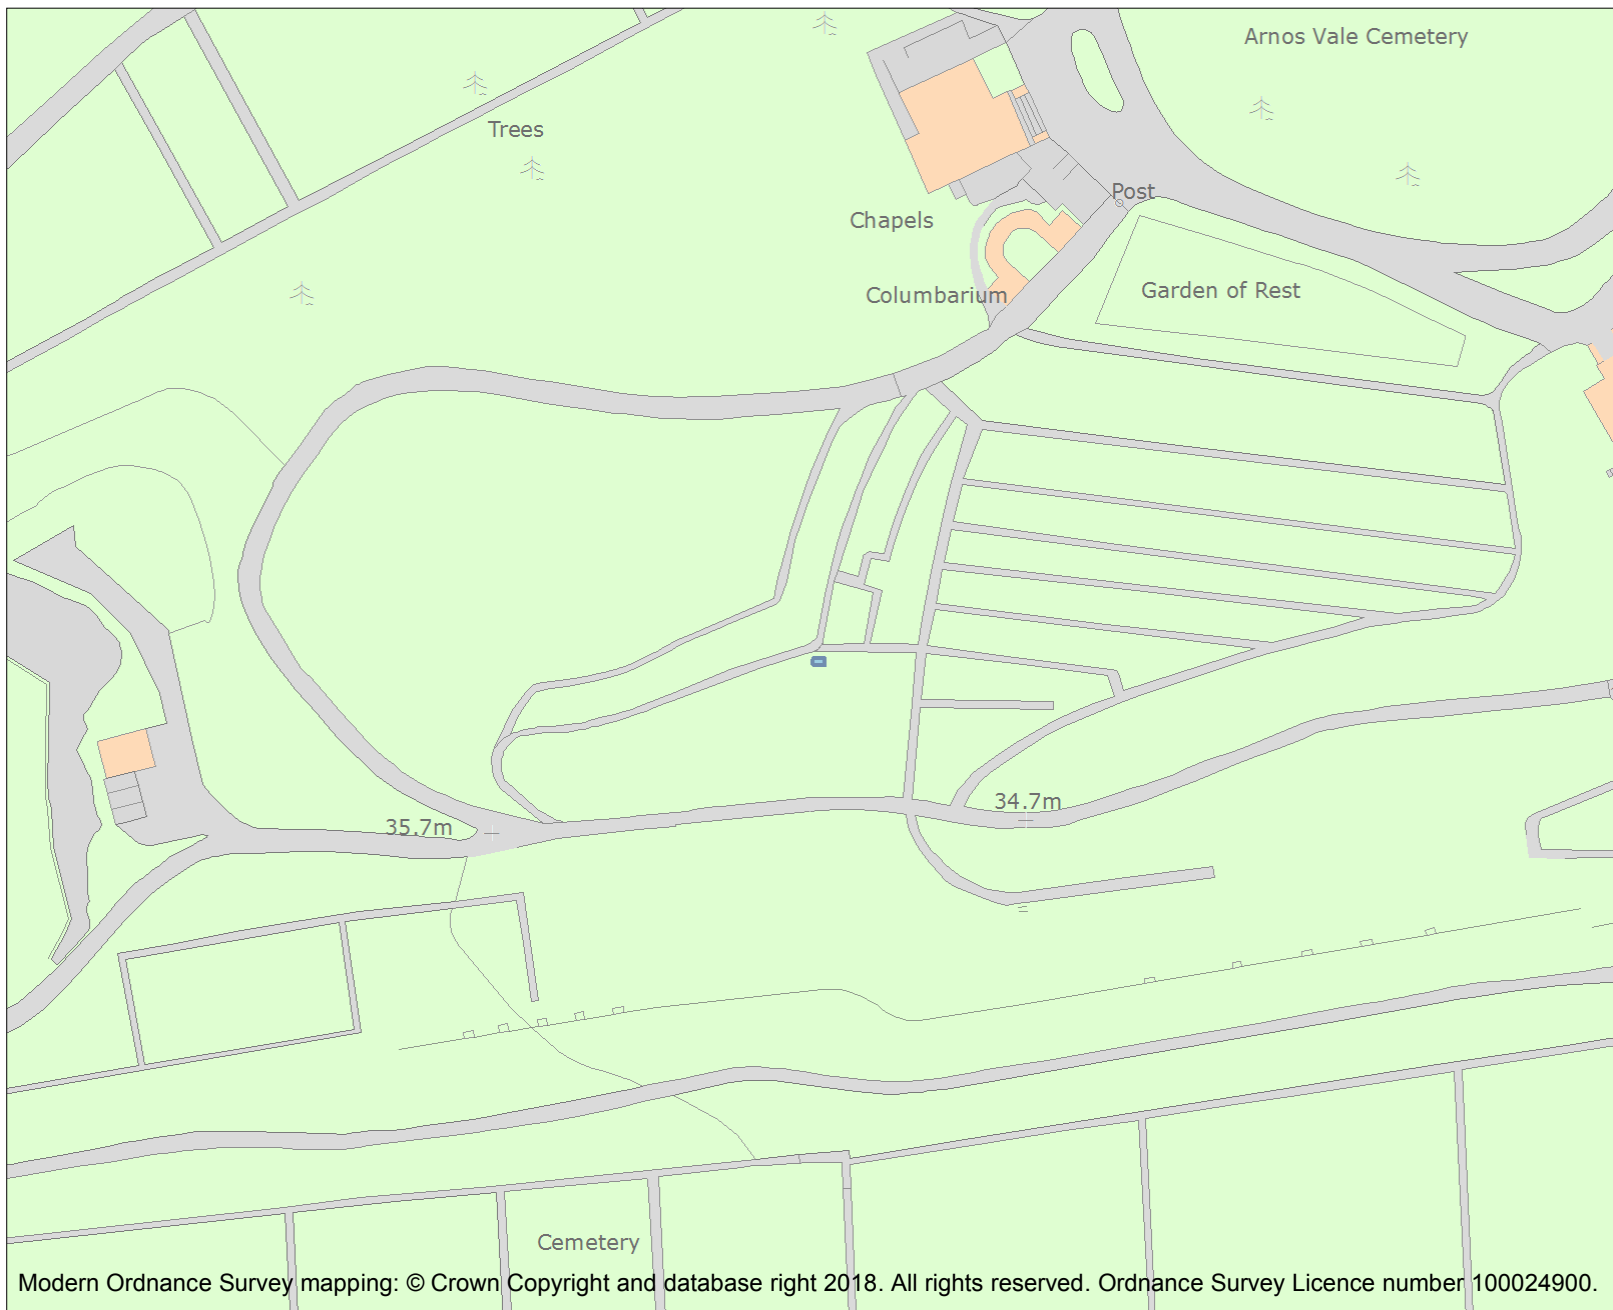 Arnos Vale Cemetery
Trees
Post
Chapels
Columbarium
Garden of Rest
34.7m
35.7m
Cemetery
Modern Ordnance Survey mapping: © Crown Copyright and database right 2018. All rights reserved. Ordnance Survey Licence number 100024900.